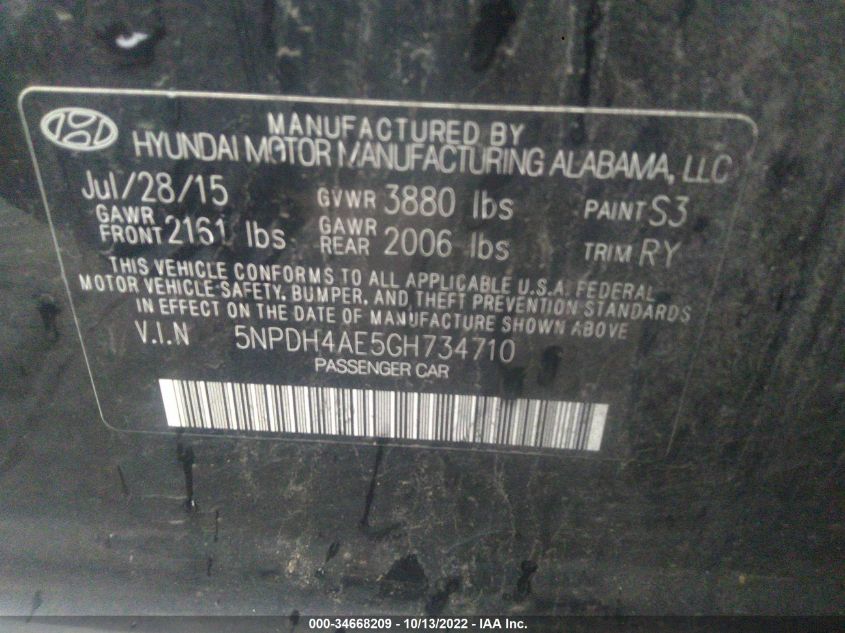 MANUFACTURED BY
HYUNDAI MOTOR MANUFACTURING ALABAMA, LLC
Jul/28/15 GVWR 3880 lbs PAINT S3
GAWR FRONT 2161 lbs GAWR REAR 2006 lbs TRIM RY
THIS VEHICLE CONFORMS TO ALL APPLICABLE U.S.A. FEDERAL
MOTOR VEHICLE SAFETY, BUMPER, AND THEFT PREVENTION STANDARDS
IN EFFECT ON THE DATE OF MANUFACTURE SHOWN ABOVE
V.I.N 5NPDH4AE5GH734710
PASSENGER CAR
000-34668209 - 10/13/2022 - IAA Inc.